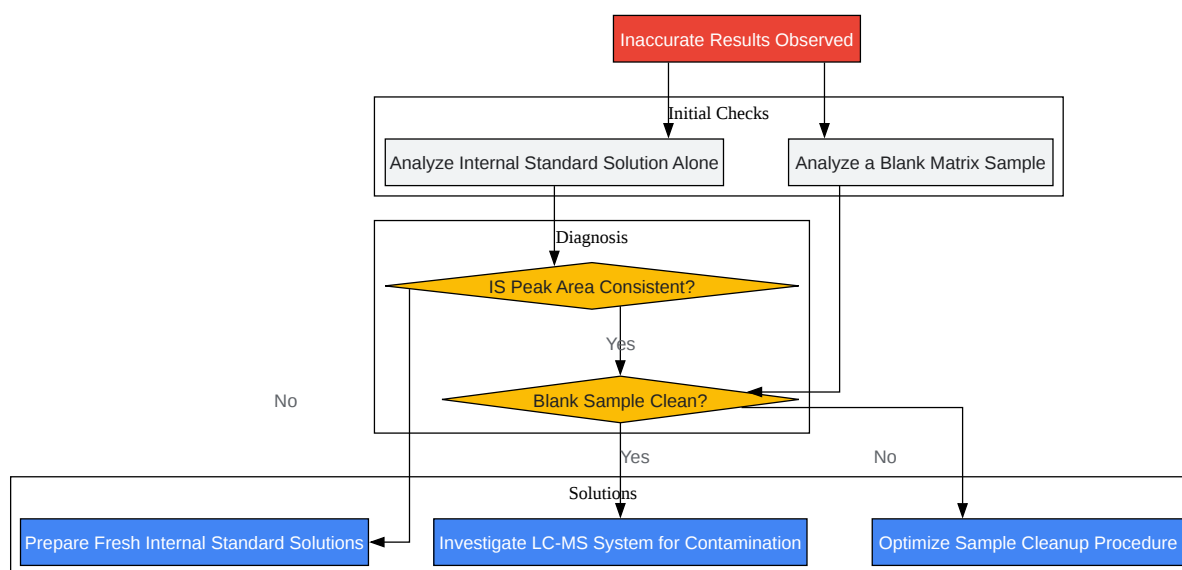 Inaccurate Results Observed
Initial Checks
Analyze Internal Standard Solution Alone
Analyze a Blank Matrix Sample
Diagnosis
IS Peak Area Consistent?
Yes
Blank Sample Clean?
No
Yes
No
Solutions
Prepare Fresh Internal Standard Solutions
Investigate LC-MS System for Contamination
Optimize Sample Cleanup Procedure